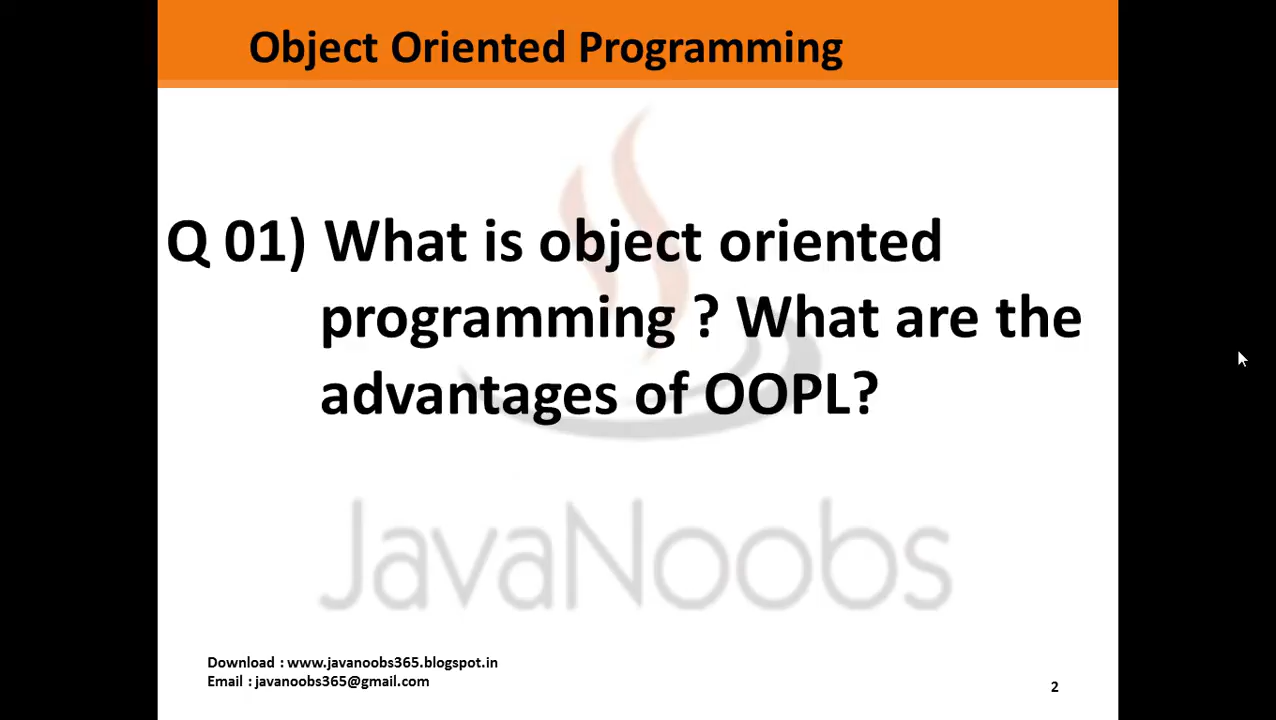 Object Oriented Programming
Q 01) What is object oriented
programming ? What are the
advantages of OOPL?
JavaNoobs
Download : www.javanoobs365.blogspot.in
Email : javanoobs365@gmail.com
2